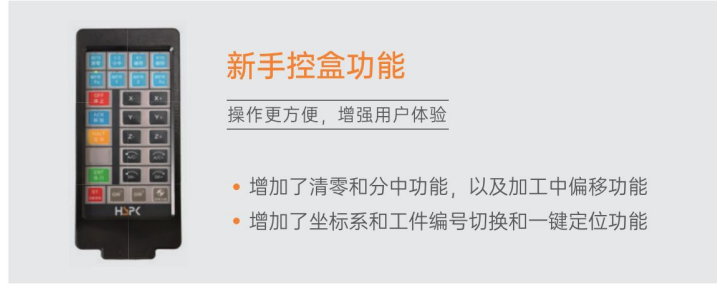 新手控盒功能
操作更方便，增强用户体验
• 增加了清零和分中功能，以及加工中偏移功能
• 增加了坐标系和工件编号切换和一键定位功能
X-
X+
Y-
Y+
Z-
Z+